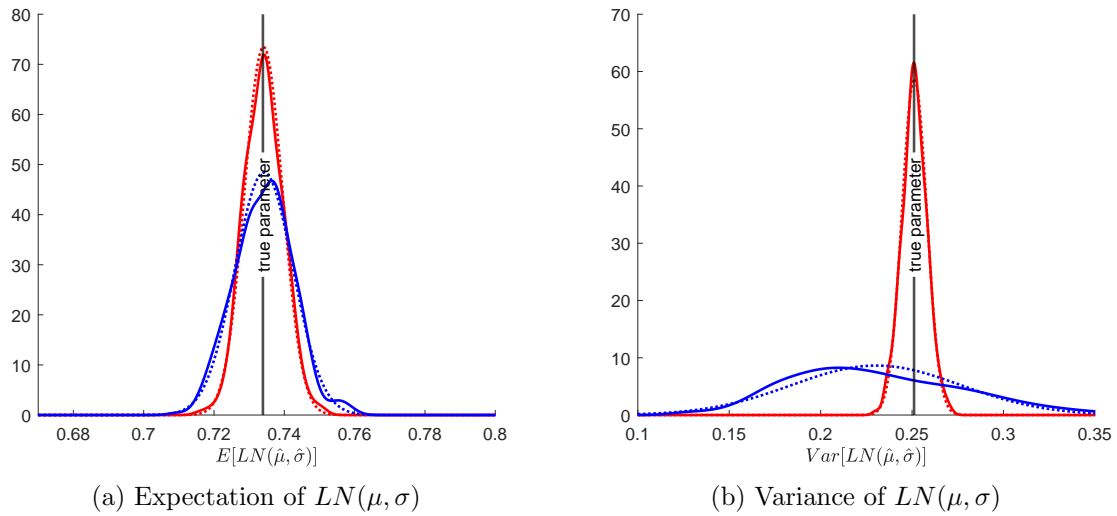 80
70
60
50
40
30
20
10
0
true parameter
0.68 0.7 0.72 0.74 0.76 0.78 0.8
E[LN(μ̂, σ̂)]
(a) Expectation of LN(μ, σ)
70
60
50
40
30
20
10
0
true parameter
0.1 0.15 0.2 0.25 0.3 0.35
Var[LN(μ̂, σ̂)]
(b) Variance of LN(μ, σ)